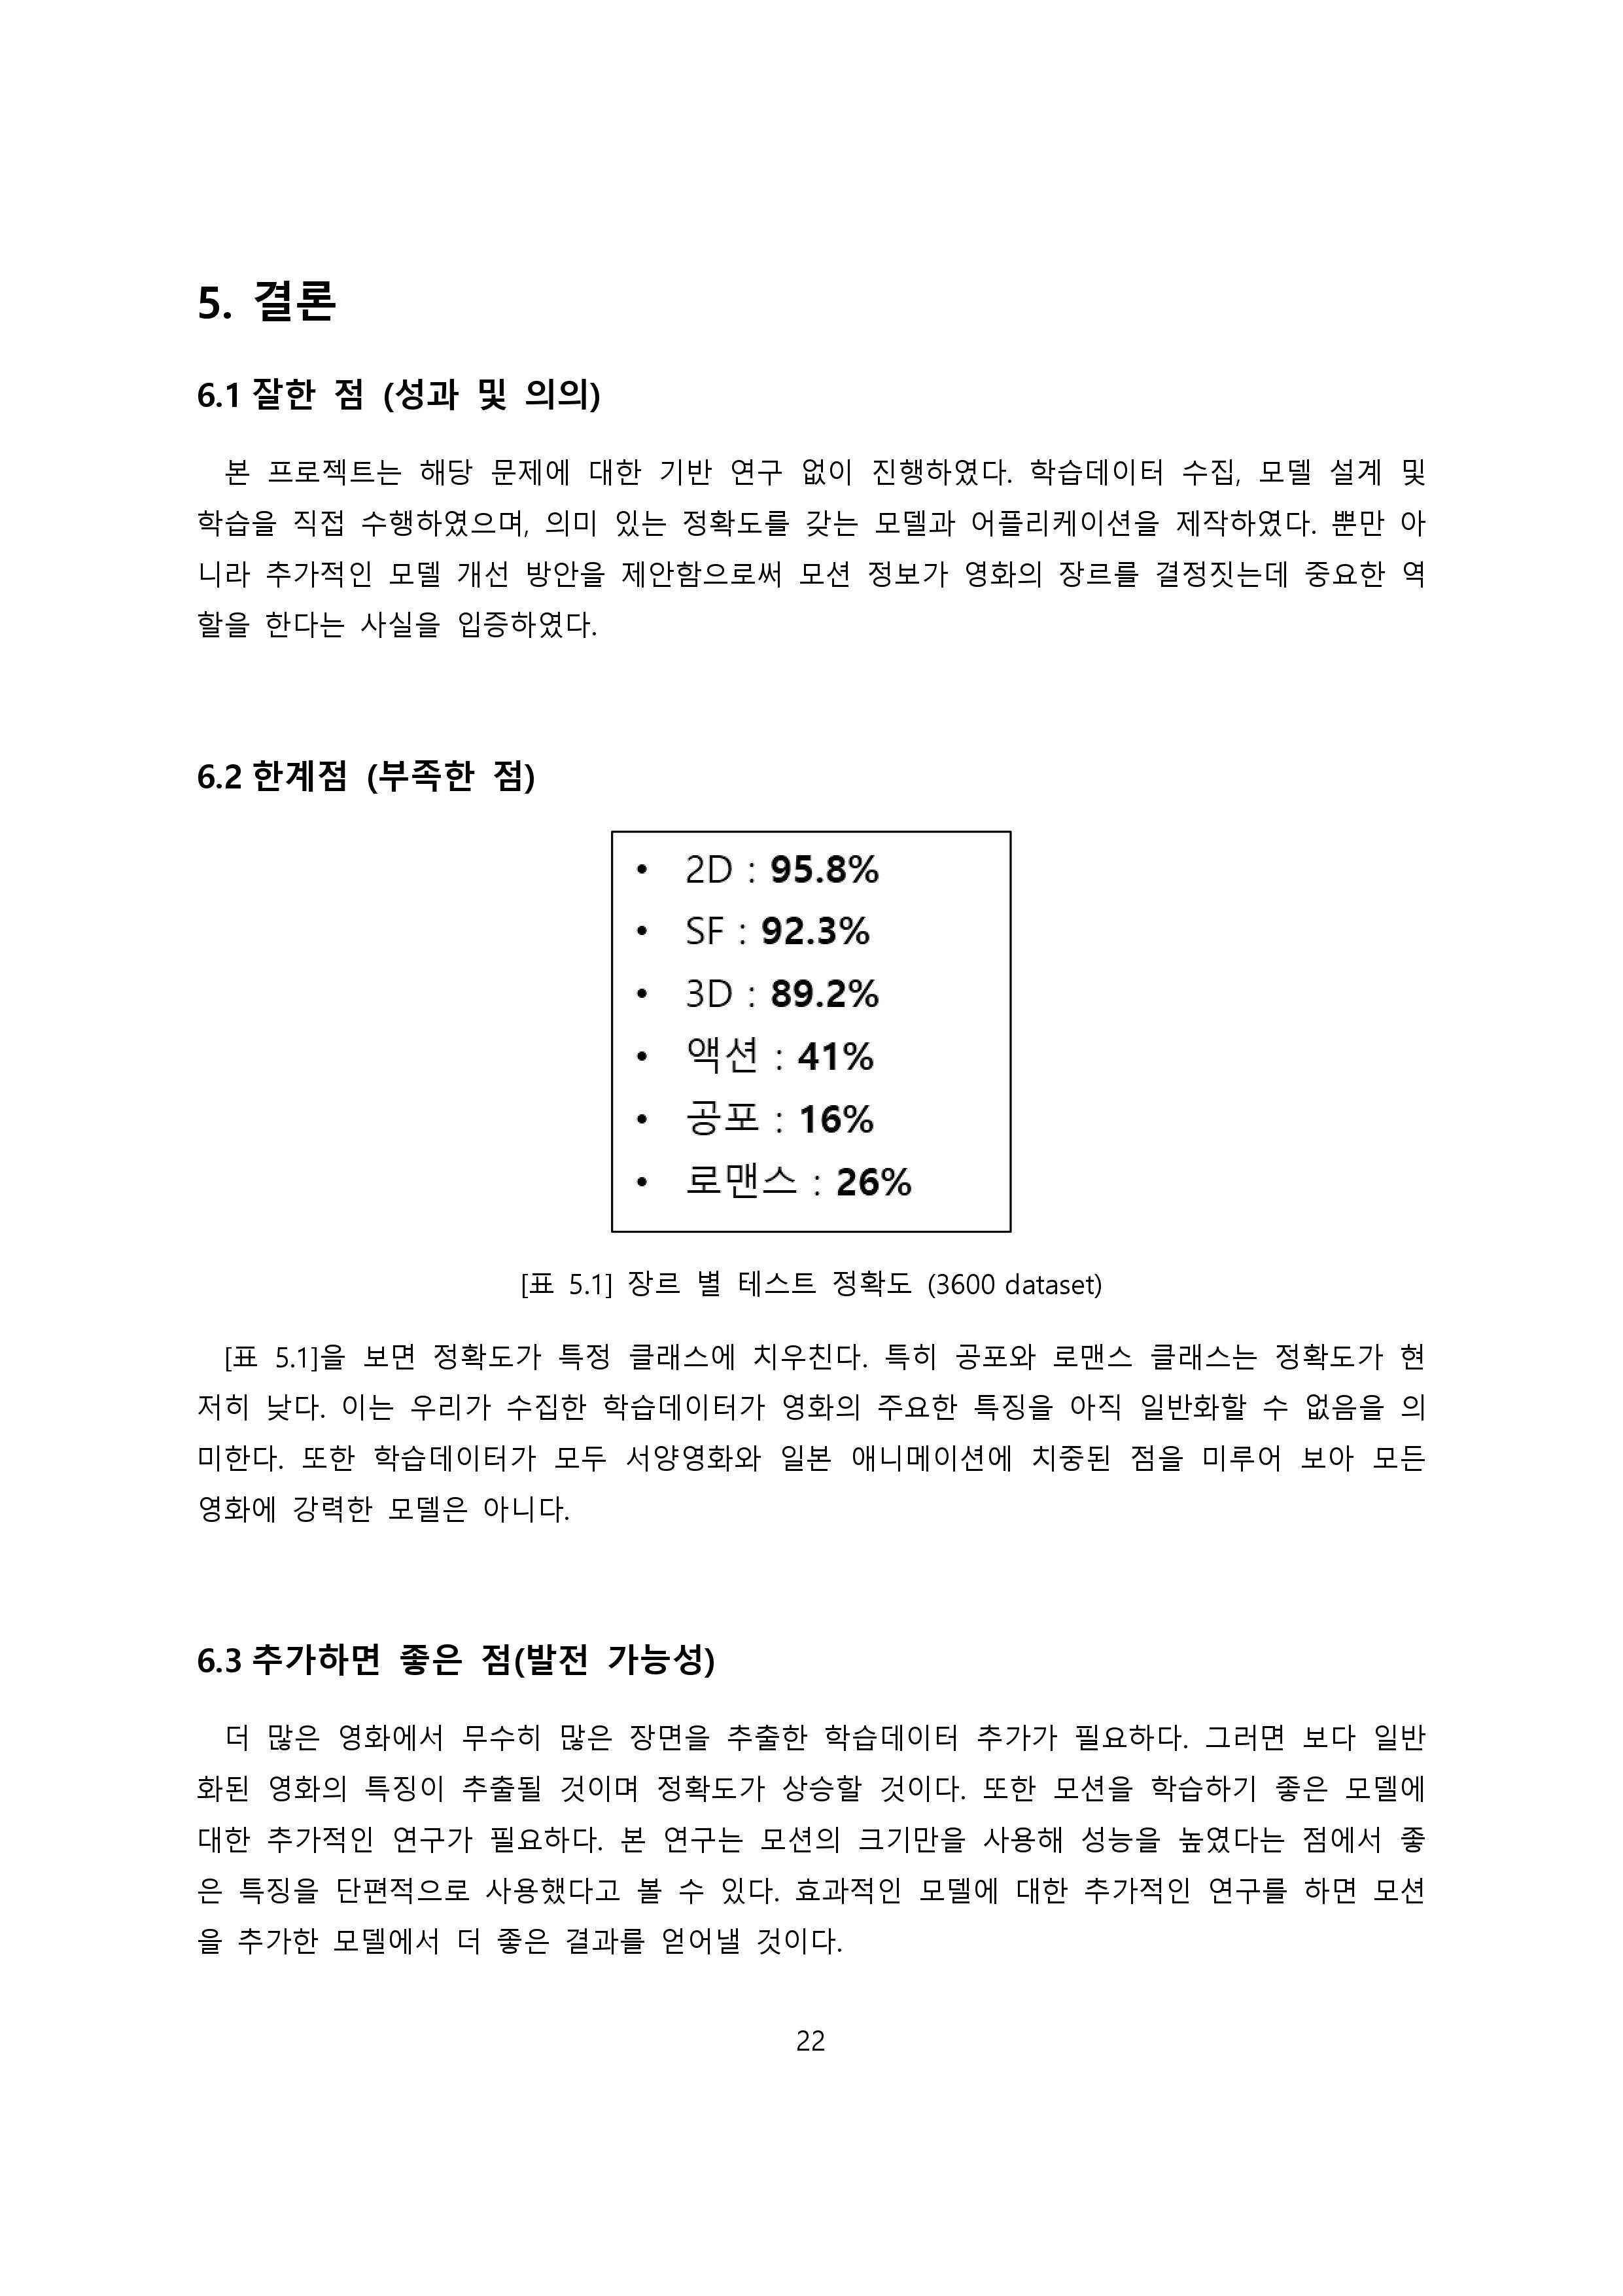 5. 결론
6.1 잘한 점 (성과 및 의의)
본 프로젝트는 해당 문제에 대한 기반 연구 없이 진행하였다. 학습데이터 수집, 모델 설계 및
학습을 직접 수행하였으며, 의미 있는 정확도를 갖는 모델과 어플리케이션을 제작하였다. 뿐만 아
니라 추가적인 모델 개선 방안을 제안함으로써 모션 정보가 영화의 장르를 결정짓는데 중요한 역
할을 한다는 사실을 입증하였다.
6.2 한계점 (부족한 점)
• 2D : 95.8%
• SF : 92.3%
• 3D : 89.2%
• 액션 : 41%
• 공포 : 16%
• 로맨스 : 26%
[표 5.1] 장르 별 테스트 정확도 (3600 dataset)
[표 5.1]을 보면 정확도가 특정 클래스에 치우친다. 특히 공포와 로맨스 클래스는 정확도가 현
저히 낮다. 이는 우리가 수집한 학습데이터가 영화의 주요한 특징을 아직 일반화할 수 없음을 의
미한다. 또한 학습데이터가 모두 서양영화와 일본 애니메이션에 치중된 점을 미루어 보아 모든
영화에 강력한 모델은 아니다.
6.3 추가하면 좋은 점(발전 가능성)
더 많은 영화에서 무수히 많은 장면을 추출한 학습데이터 추가가 필요하다. 그러면 보다 일반
화된 영화의 특징이 추출될 것이며 정확도가 상승할 것이다. 또한 모션을 학습하기 좋은 모델에
대한 추가적인 연구가 필요하다. 본 연구는 모션의 크기만을 사용해 성능을 높였다는 점에서 좋
은 특징을 단편적으로 사용했다고 볼 수 있다. 효과적인 모델에 대한 추가적인 연구를 하면 모션
을 추가한 모델에서 더 좋은 결과를 얻어낼 것이다.
22